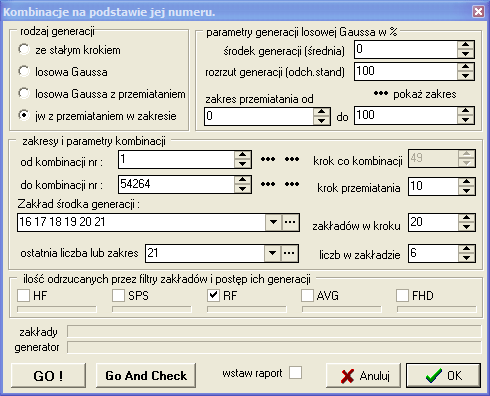 Kombinacje na podstawie jej numeru.
rodzaj generacji
ze stałym krokiem
losowa Gaussa
losowa Gaussa z przemiataniem
jw z przemiataniem w zakresie
parametry generacji losowej Gaussa w %
środek generacji (średnia) 0
rozrzut generacji (odch.stand) 100
zakres przemiatania od ••• pokaż zakres
0 do 100
zakresy i parametry kombinacji
od kombinacji nr : 1 ••• ••• krok co kombinacji 49
do kombinacji nr : 54264 ••• ••• krok przemiatania 10
Zakład środka generacji :
16 17 18 19 20 21 ... zakładów w kroku 20
ostatnia liczba lub zakres 21 ... liczb w zakładzie 6
ilość odrzucanych przez filtry zakładów i postęp ich generacji
HF SPS RF AVG FHD
zakłady
generator
GO ! Go And Check wstaw raport Anuluj OK